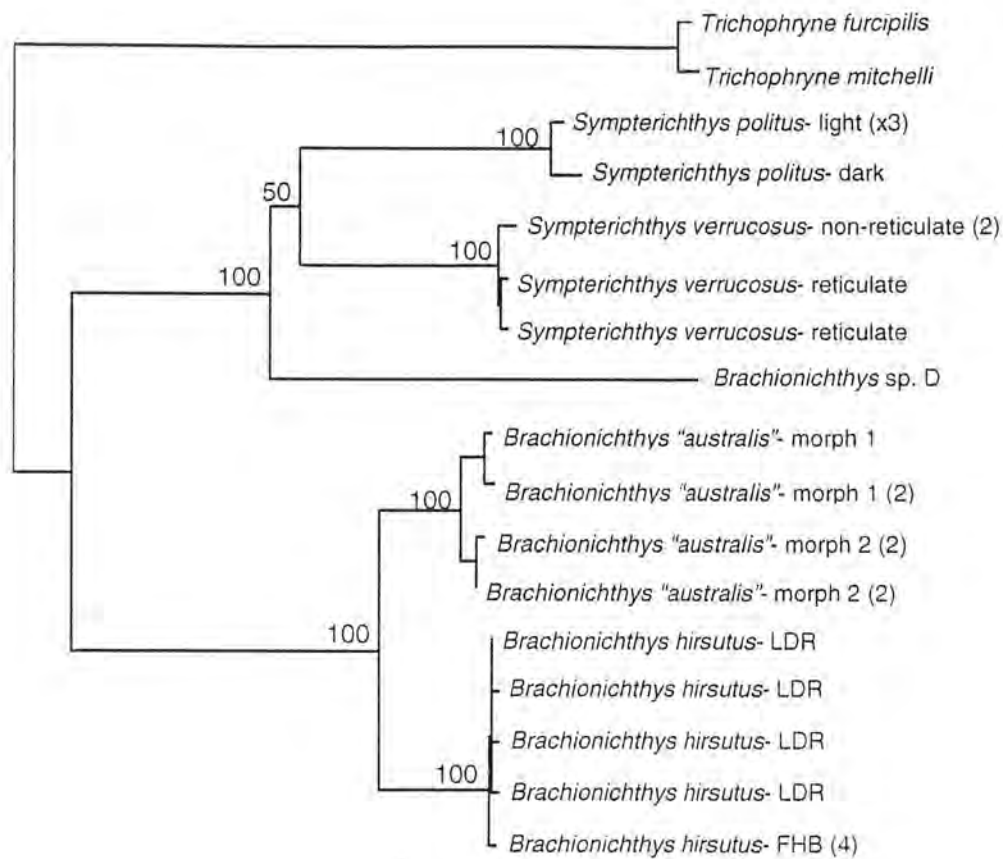 Trichophryne furcipilis
Trichophryne mitchelli
Sympterichthys politus- light (x3)
100
Sympterichthys politus- dark
50
Sympterichthys verrucosus- non-reticulate (2)
100
100
Sympterichthys verrucosus- reticulate
Sympterichthys verrucosus- reticulate
Brachionichthys sp. D
Brachionichthys "australis"- morph 1
100
Brachionichthys "australis"- morph 1 (2)
Brachionichthys "australis"- morph 2 (2)
Brachionichthys "australis"- morph 2 (2)
100
Brachionichthys hirsutus- LDR
Brachionichthys hirsutus- LDR
Brachionichthys hirsutus- LDR
100
Brachionichthys hirsutus- LDR
Brachionichthys hirsutus- FHB (4)